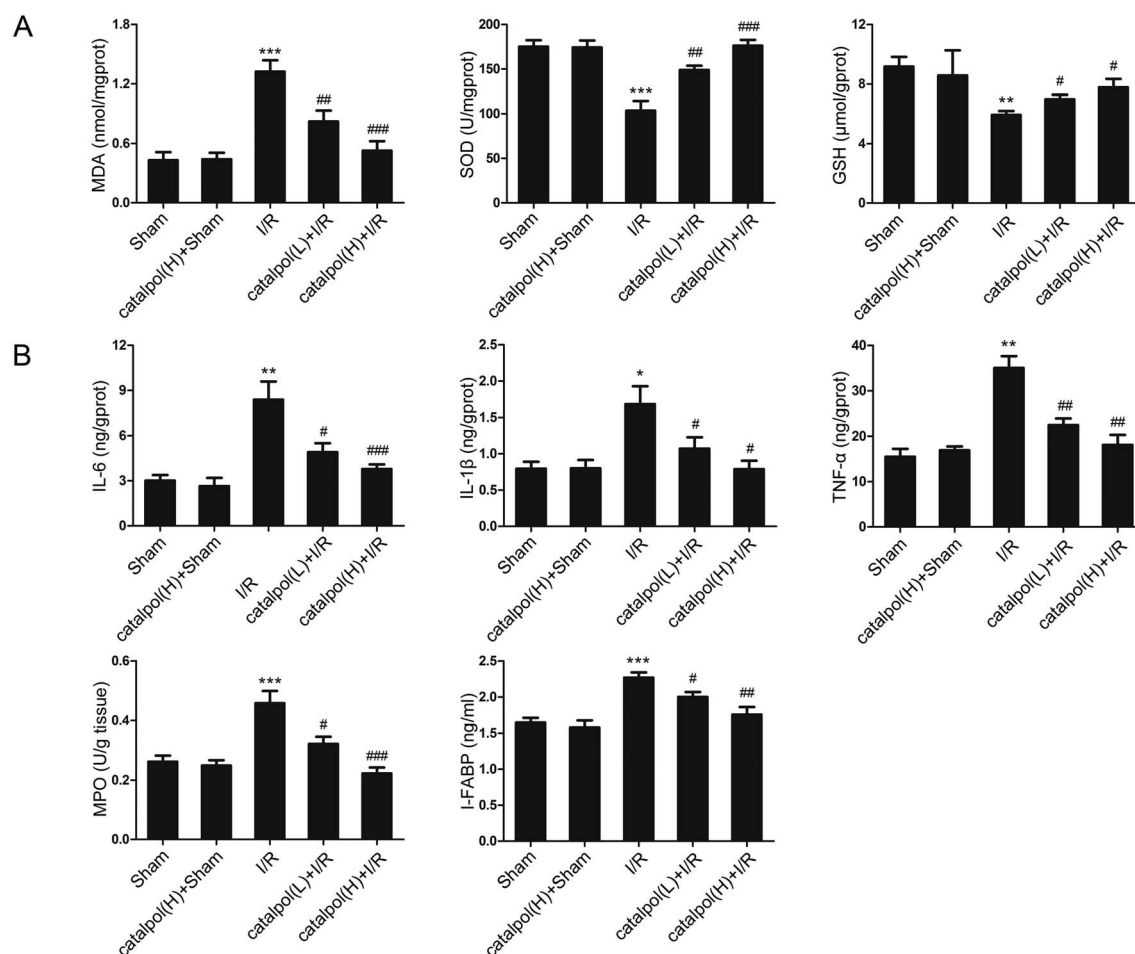 A
MDA (nmol/mgprot)
1.8
1.2
0.6
0.0
***
##
###
Sham
catalpol(H)+Sham
I/R
catalpol(L)+I/R
catalpol(H)+I/R
SOD (U/mgprot)
200
150
100
50
0
***
##
###
Sham
catalpol(H)+Sham
I/R
catalpol(L)+I/R
catalpol(H)+I/R
GSH (μmol/gprot)
12
9
6
3
0
**
#
#
Sham
catalpol(H)+Sham
I/R
catalpol(L)+I/R
catalpol(H)+I/R
B
IL-6 (ng/gprot)
12
9
6
3
0
**
#
###
Sham
catalpol(H)+Sham
I/R
catalpol(L)+I/R
catalpol(H)+I/R
IL-1β (ng/gprot)
2.5
2.0
1.5
1.0
0.5
0.0
*
#
#
Sham
catalpol(H)+Sham
I/R
catalpol(L)+I/R
catalpol(H)+I/R
TNF-α (ng/gprot)
40
30
20
10
0
**
##
##
Sham
catalpol(H)+Sham
I/R
catalpol(L)+I/R
catalpol(H)+I/R
MPO (U/g tissue)
0.6
0.4
0.2
0.0
***
#
###
Sham
catalpol(H)+Sham
I/R
catalpol(L)+I/R
catalpol(H)+I/R
I-FABP (ng/ml)
2.5
2.0
1.5
1.0
0.5
0.0
***
#
##
Sham
catalpol(H)+Sham
I/R
catalpol(L)+I/R
catalpol(H)+I/R